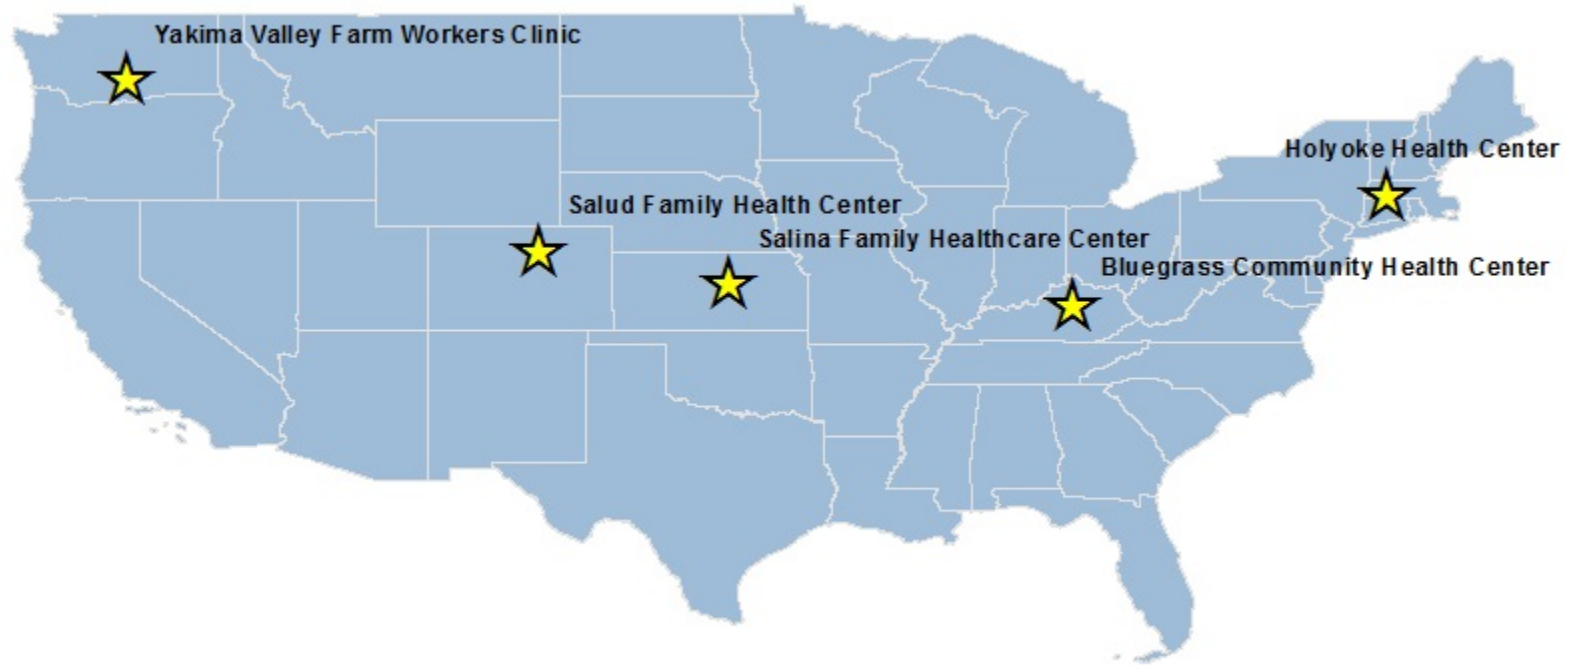 Yakima Valley Farm Workers Clinic
Holyoke Health Center
Salud Family Health Center
Salina Family Healthcare Center
Bluegrass Community Health Center